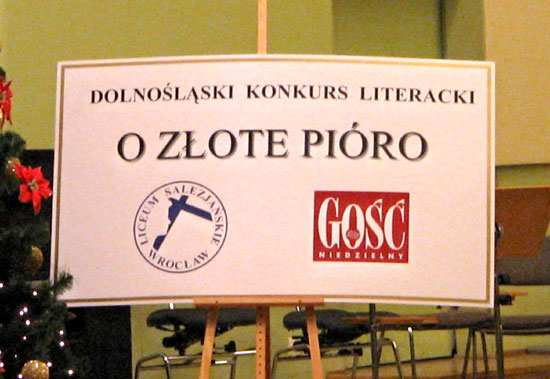 DOLNOŚLĄSKI KONKURS LITERACKI
O ZŁOTE PIÓRO
LICEUM SALEZJAŃSKIE
WROCŁAW
GOŚĆ
NIEDZIELNY